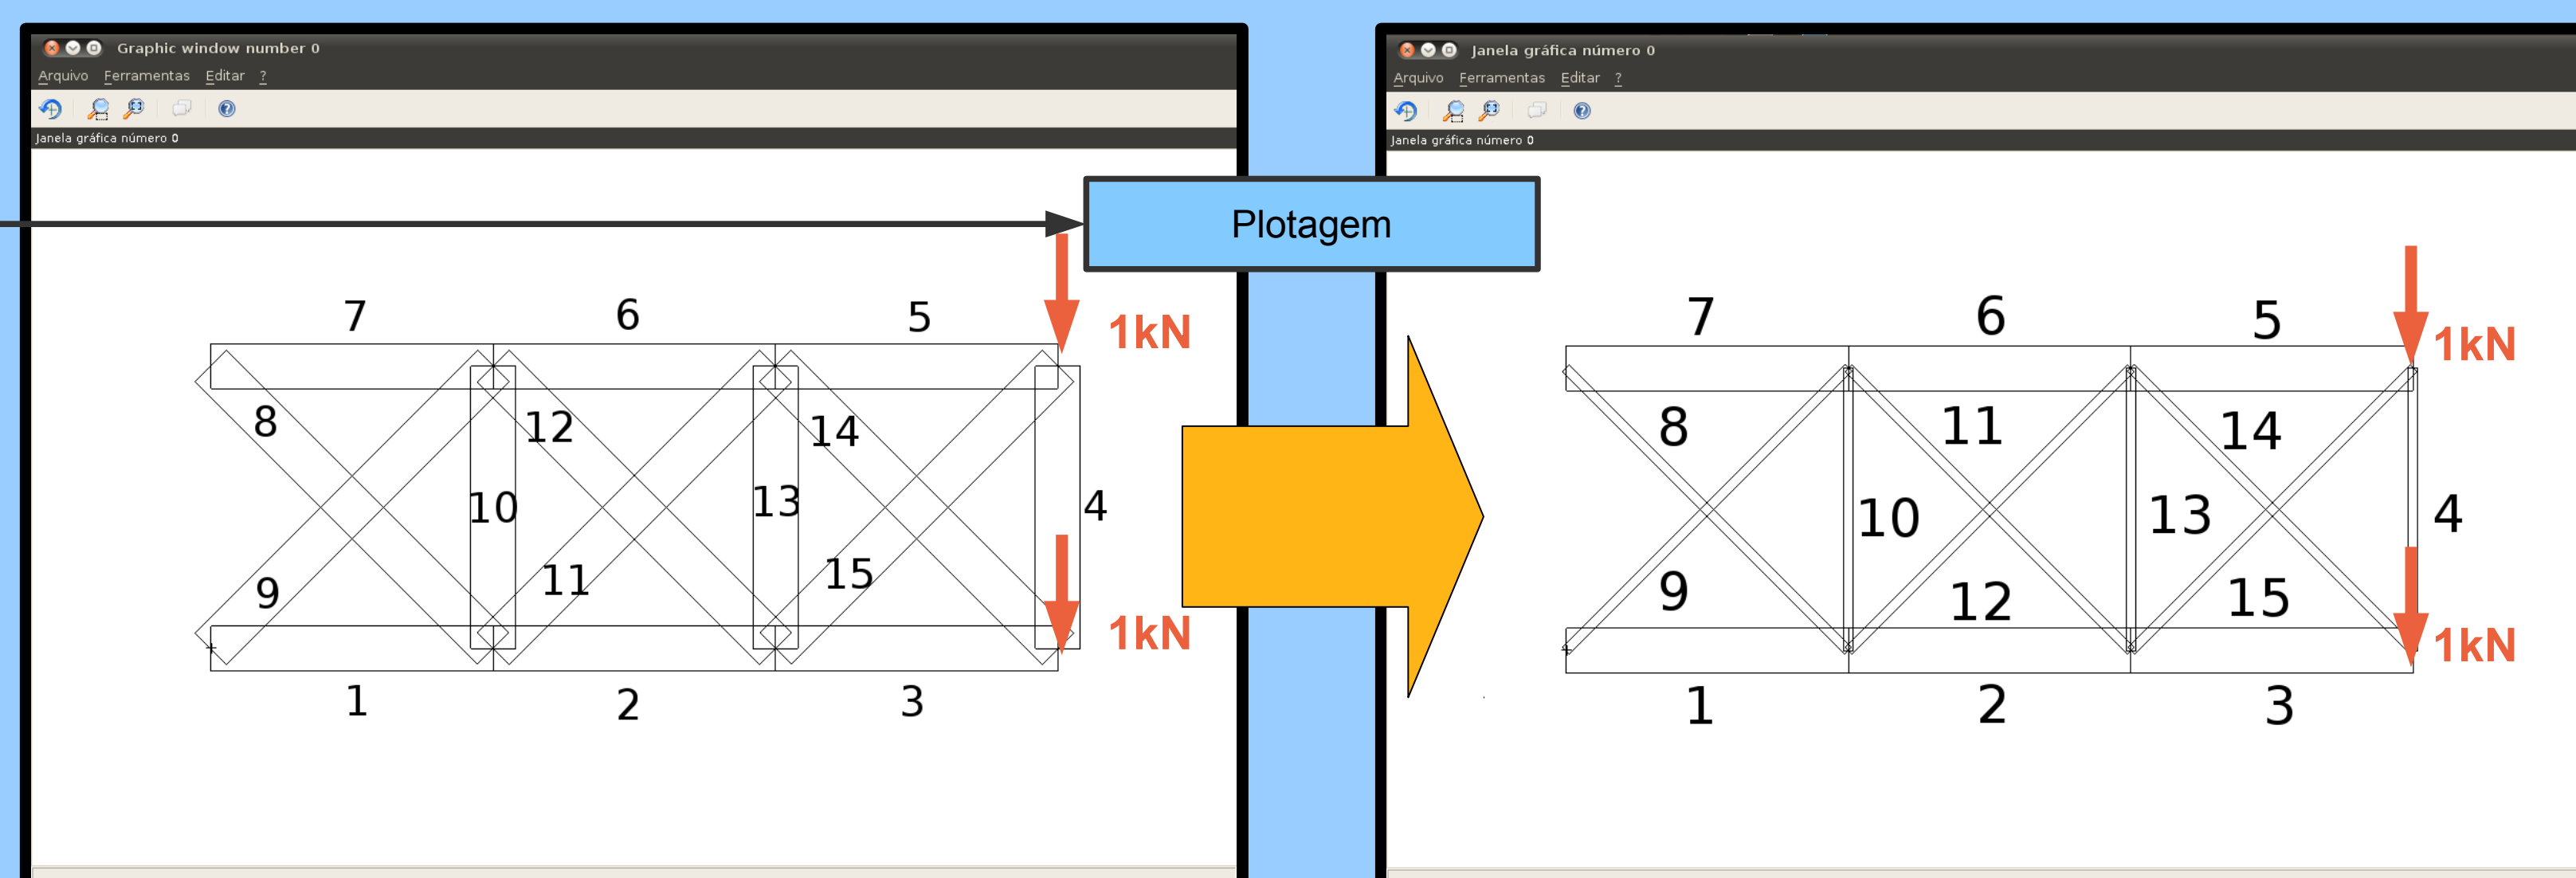 Graphic window number 0
Arquivo Ferramentas Editar ?
Janela gráfica número 0
7 6 5
1kN
8 12 14
10 13 4
9 11 15
1kN
1 2 3
Plotagem
Janela gráfica número 0
Arquivo Ferramentas Editar ?
Janela gráfica número 0
7 6 5
1kN
8 11 14
10 13 4
9 12 15
1kN
1 2 3